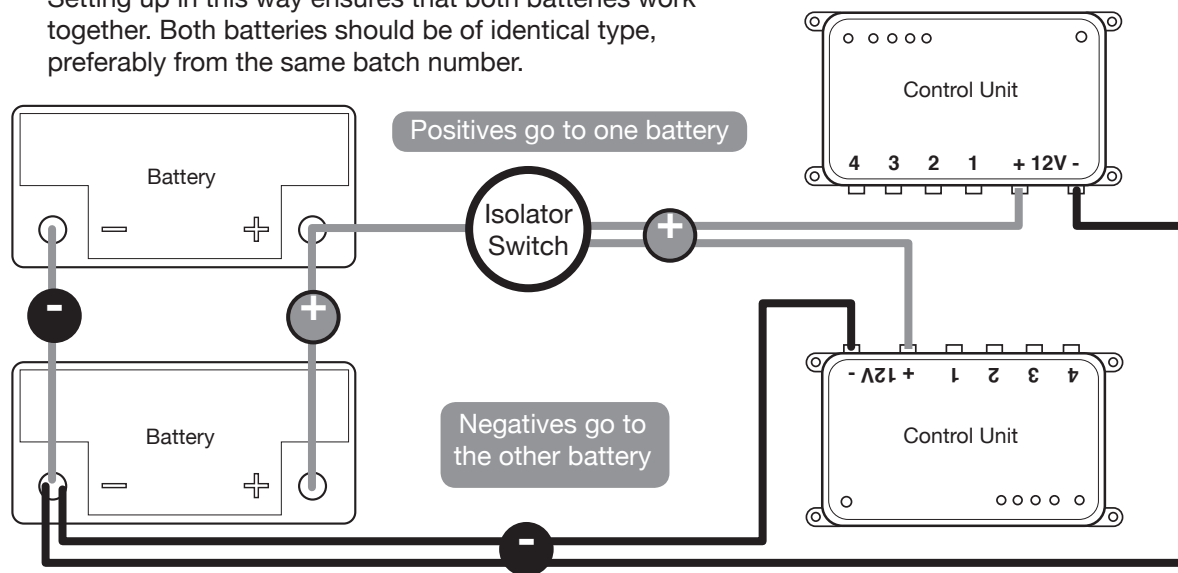 Setting up in this way ensures that both batteries work
together. Both batteries should be of identical type,
preferably from the same batch number.
Control Unit
4 3 2 1 + 12V -
Positives go to one battery
Battery
- +
Isolator
Switch
+
-
+
- 12V + 1 2 3 4
Control Unit
Battery
- +
Negatives go to
the other battery
-